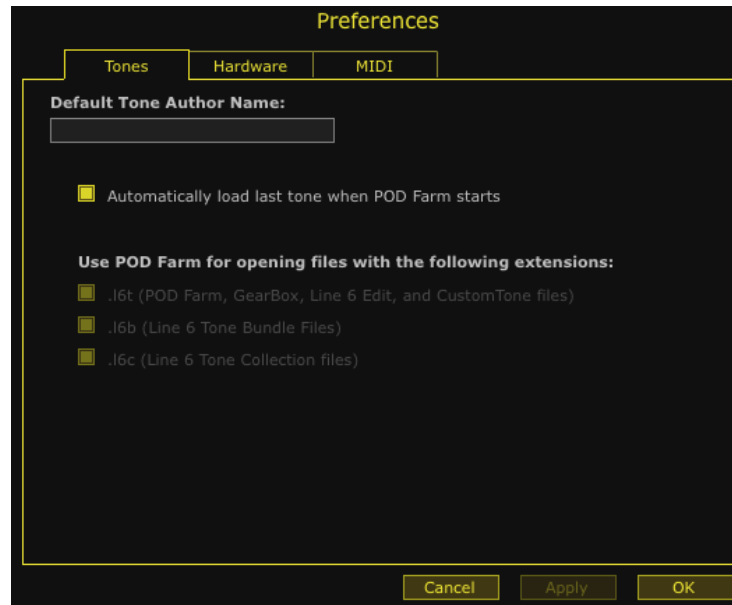 Preferences
Tones
Hardware
MIDI
Default Tone Author Name:
Automatically load last tone when POD Farm starts
Use POD Farm for opening files with the following extensions:
.l6t (POD Farm, GearBox, Line 6 Edit, and CustomTone files)
.l6b (Line 6 Tone Bundle Files)
.l6c (Line 6 Tone Collection files)
Cancel
Apply
OK